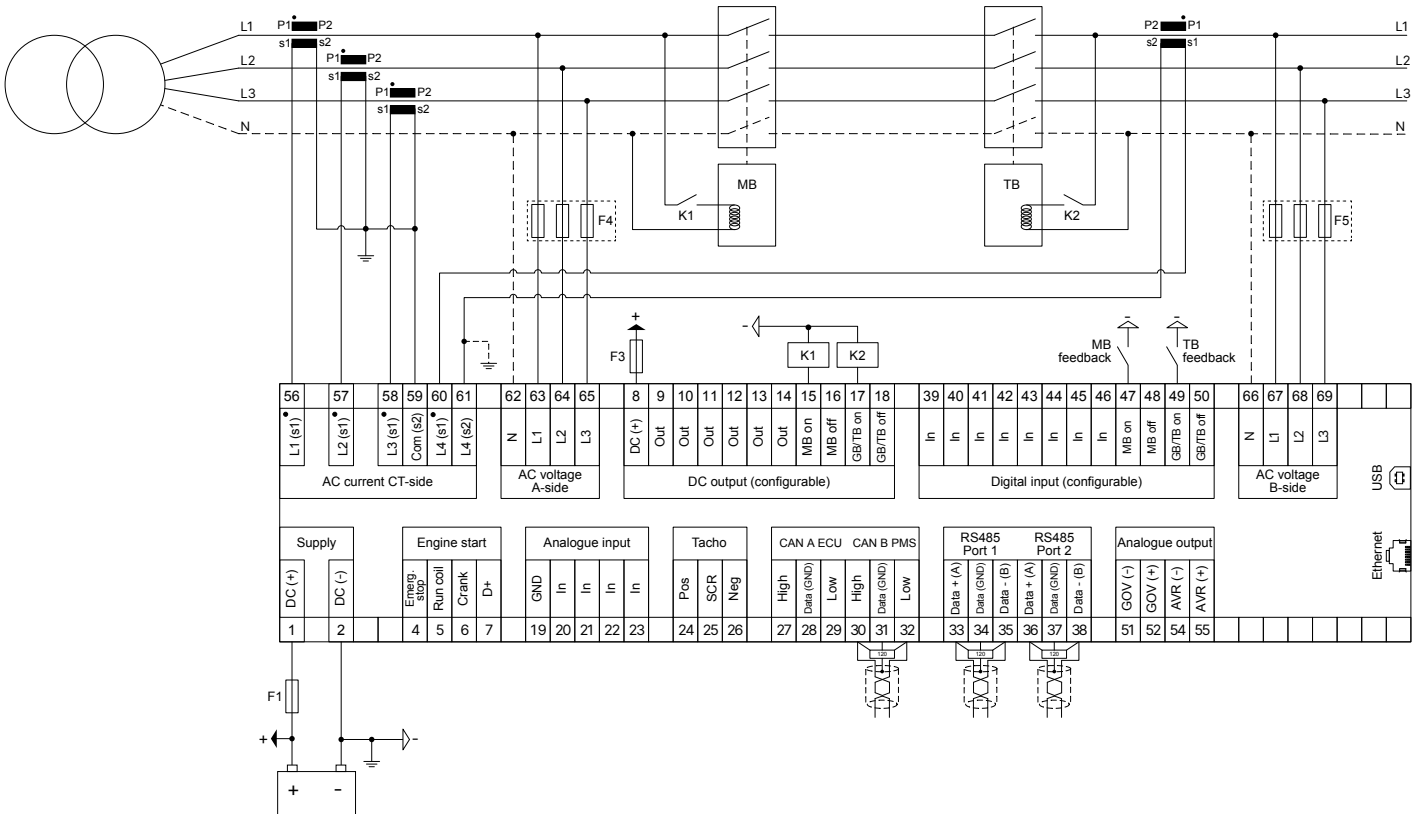 L1
P1 P2
s1 s2
L2
P1 P2
s1 s2
L3
P1 P2
s1 s2
N
MB
K1
TB
K2
P2 P1
s2 s1
L1
L2
L3
N
F4
F5
+
F3
-
K1
K2
-
MB feedback
-
TB feedback
56 57 58 59 60 61 62 63 64 65 8 9 10 11 12 13 14 15 16 17 18 39 40 41 42 43 44 45 46 47 48 49 50 66 67 68 69
L1 (s1)
L2 (s1)
L3 (s1)
Com (s2)
L4 (s1)
L4 (s2)
AC current CT-side
N
L1
L2
L3
AC voltage
A-side
DC (+)
Out
Out
Out
Out
Out
Out
MB on
MB off
GB/TB on
GB/TB off
DC output (configurable)
In
In
In
In
In
In
In
In
MB on
MB off
GB/TB on
GB/TB off
Digital input (configurable)
N
L1
L2
L3
AC voltage
B-side
USB
Ethernet
Supply
DC (+)
DC (-)
Engine start
Emerg. stop
Run coil
Crank
D+
Analogue input
GND
In
In
In
In
Tacho
Pos
SCR
Neg
CAN A ECU
High
Data (GND)
Low
CAN B PMS
High
Data (GND)
Low
RS485
Port 1
Data + (A)
Data (GND)
Data - (B)
RS485
Port 2
Data + (A)
Data (GND)
Data - (B)
Analogue output
GOV (-)
GOV (+)
AVR (-)
AVR (+)
1 2 4 5 6 7 19 20 21 22 23 24 25 26 27 28 29 30 31 32 33 34 35 36 37 38 51 52 54 55
120
120
120
F1
+
-
+ -